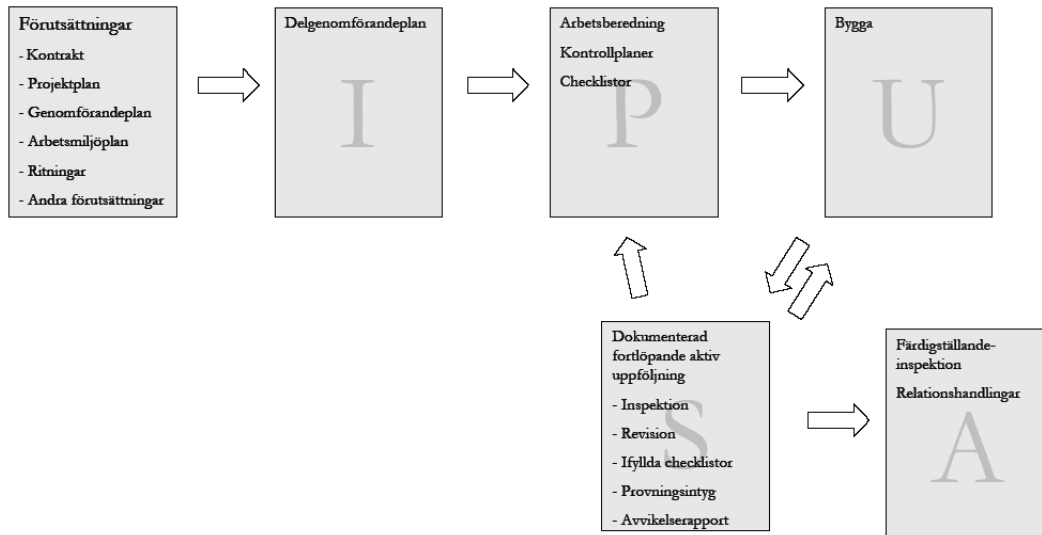 Förutsättningar
- Kontrakt
- Projektplan
- Genomförandeplan
- Arbetsmiljöplan
- Ritningar
- Andra förutsättningar
Delgenomförandeplan
I
Arbetsberedning
Kontrollplaner
Checklistor
P
Bygga
U
Dokumenterad
fortlöpande aktiv
uppföljning
- Inspektion
- Revision
- Ifyllda checklistor
- Provningsintyg
- Avvikelserapport
S
Färdigställande-
inspektion
Relationshandlingar
A